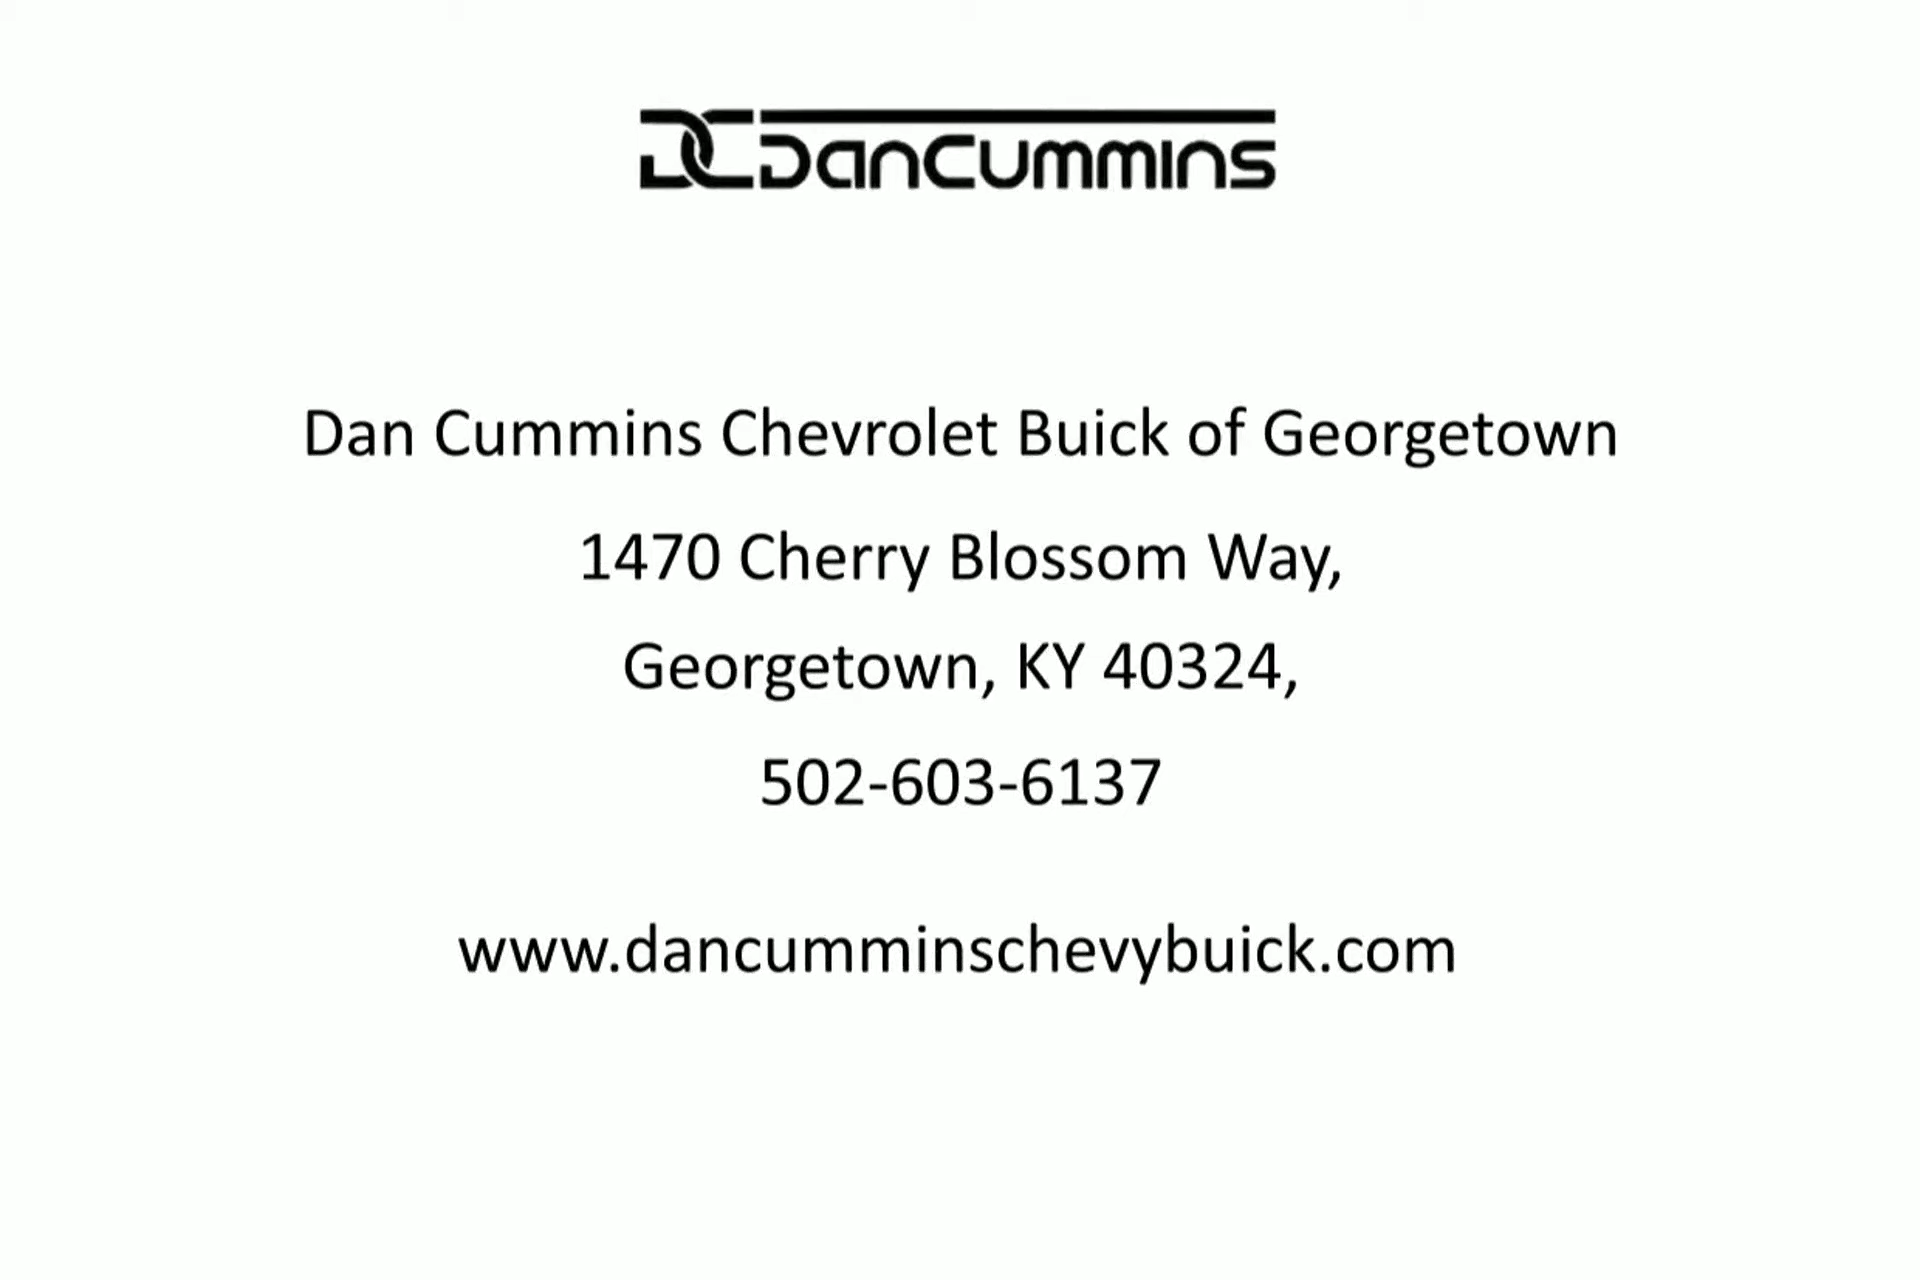 DC DanCummins
Dan Cummins Chevrolet Buick of Georgetown
1470 Cherry Blossom Way,
Georgetown, KY 40324,
502-603-6137
www.dancumminschevybuick.com